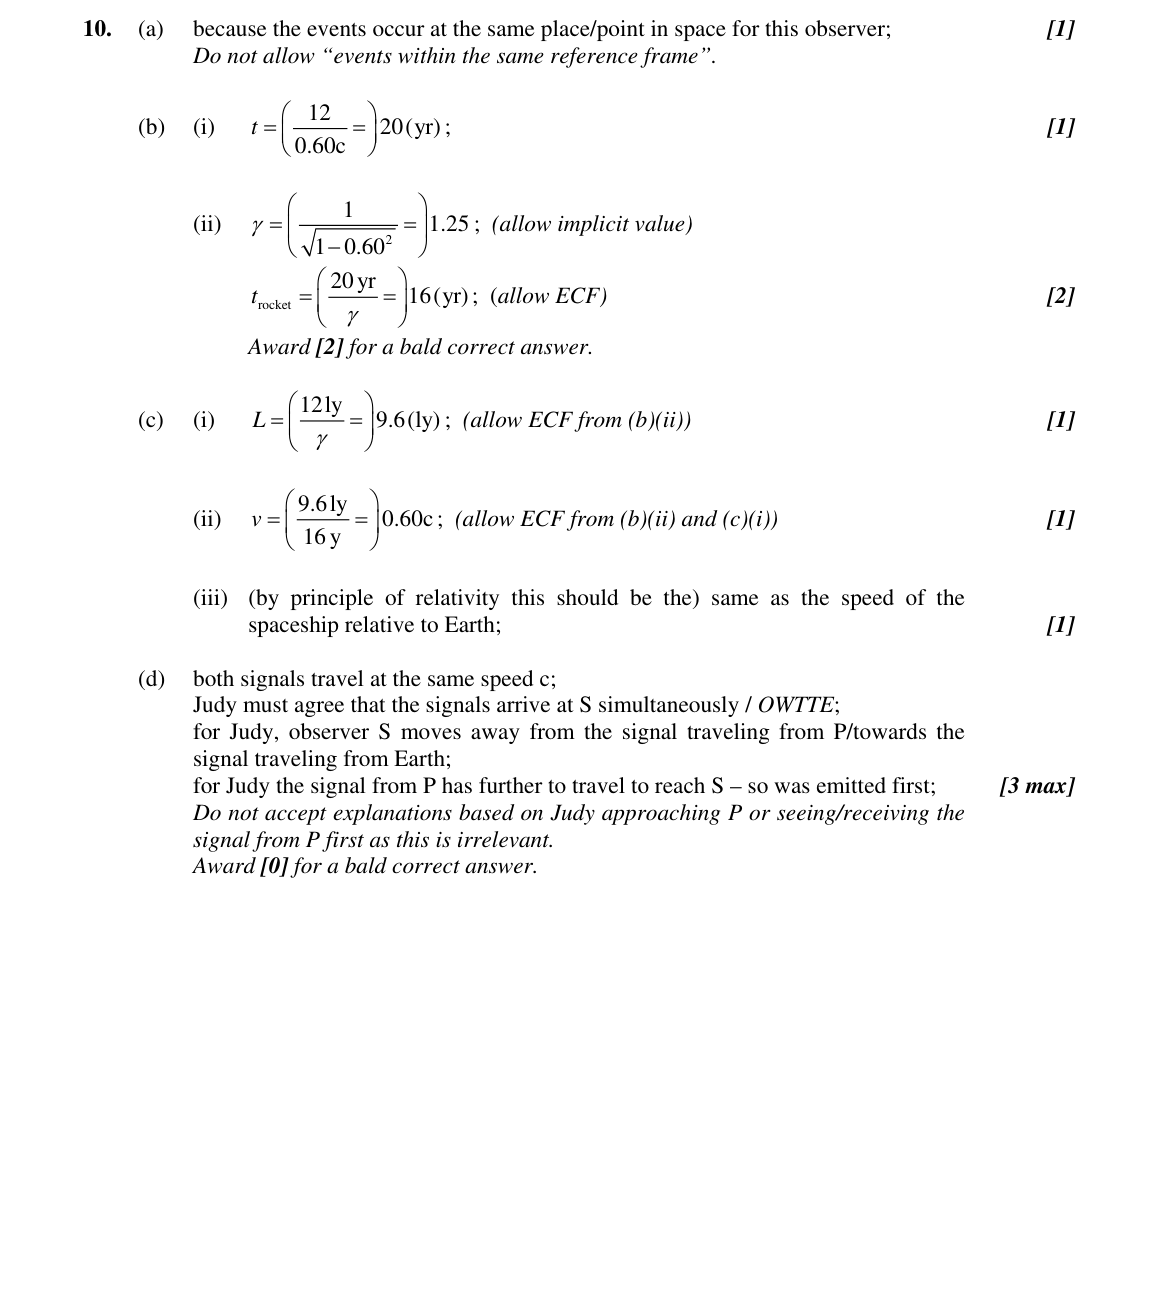 10. (a) because the events occur at the same place/point in space for this observer; [1]
Do not allow “events within the same reference frame”.
(b) (i) t = (12/0.60c =) 20(yr); [1]
(ii) γ = (1/√(1−0.60²) =) 1.25; (allow implicit value)
t_rocket = (20 yr/γ =) 16(yr); (allow ECF) [2]
Award [2] for a bald correct answer.
(c) (i) L = (12 ly/γ =) 9.6(ly); (allow ECF from (b)(ii)) [1]
(ii) v = (9.6 ly/16 y =) 0.60c; (allow ECF from (b)(ii) and (c)(i)) [1]
(iii) (by principle of relativity this should be the) same as the speed of the
spaceship relative to Earth; [1]
(d) both signals travel at the same speed c;
Judy must agree that the signals arrive at S simultaneously / OWTTE;
for Judy, observer S moves away from the signal traveling from P/towards the
signal traveling from Earth;
for Judy the signal from P has further to travel to reach S – so was emitted first; [3 max]
Do not accept explanations based on Judy approaching P or seeing/receiving the
signal from P first as this is irrelevant.
Award [0] for a bald correct answer.